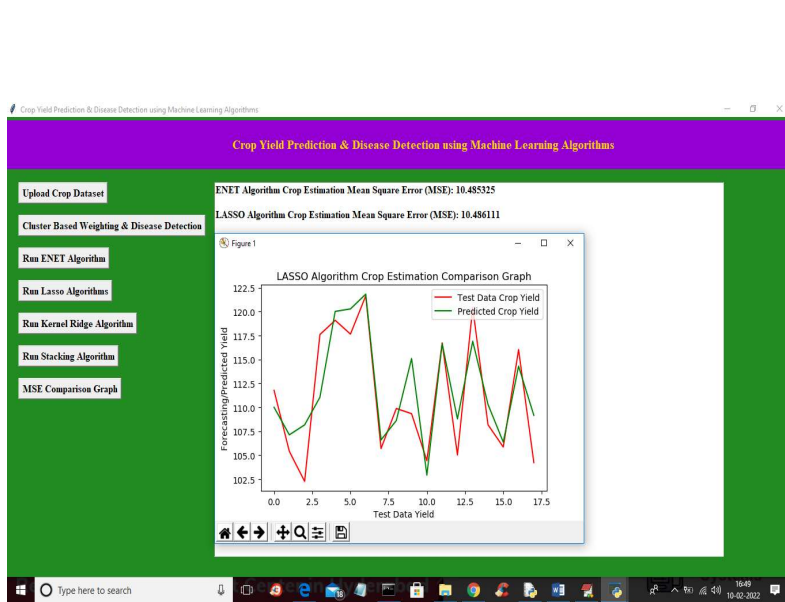 Crop Yield Prediction & Disease Detection using Machine Learning Algorithms
Crop Yield Prediction & Disease Detection using Machine Learning Algorithms
Upload Crop Dataset
Cluster Based Weighting & Disease Detection
Run ENET Algorithm
Run Lasso Algorithms
Run Kernel Ridge Algorithm
Run Stacking Algorithm
MSE Comparison Graph
ENET Algorithm Crop Estimation Mean Square Error (MSE): 10.485325
LASSO Algorithm Crop Estimation Mean Square Error (MSE): 10.486111
Figure 1
LASSO Algorithm Crop Estimation Comparison Graph
Test Data Crop Yield
Predicted Crop Yield
Forecasting/Predicted Yield
122.5
120.0
117.5
115.0
112.5
110.0
107.5
105.0
102.5
0.0 2.5 5.0 7.5 10.0 12.5 15.0 17.5
Test Data Yield
Type here to search
18
16:49
10-02-2022